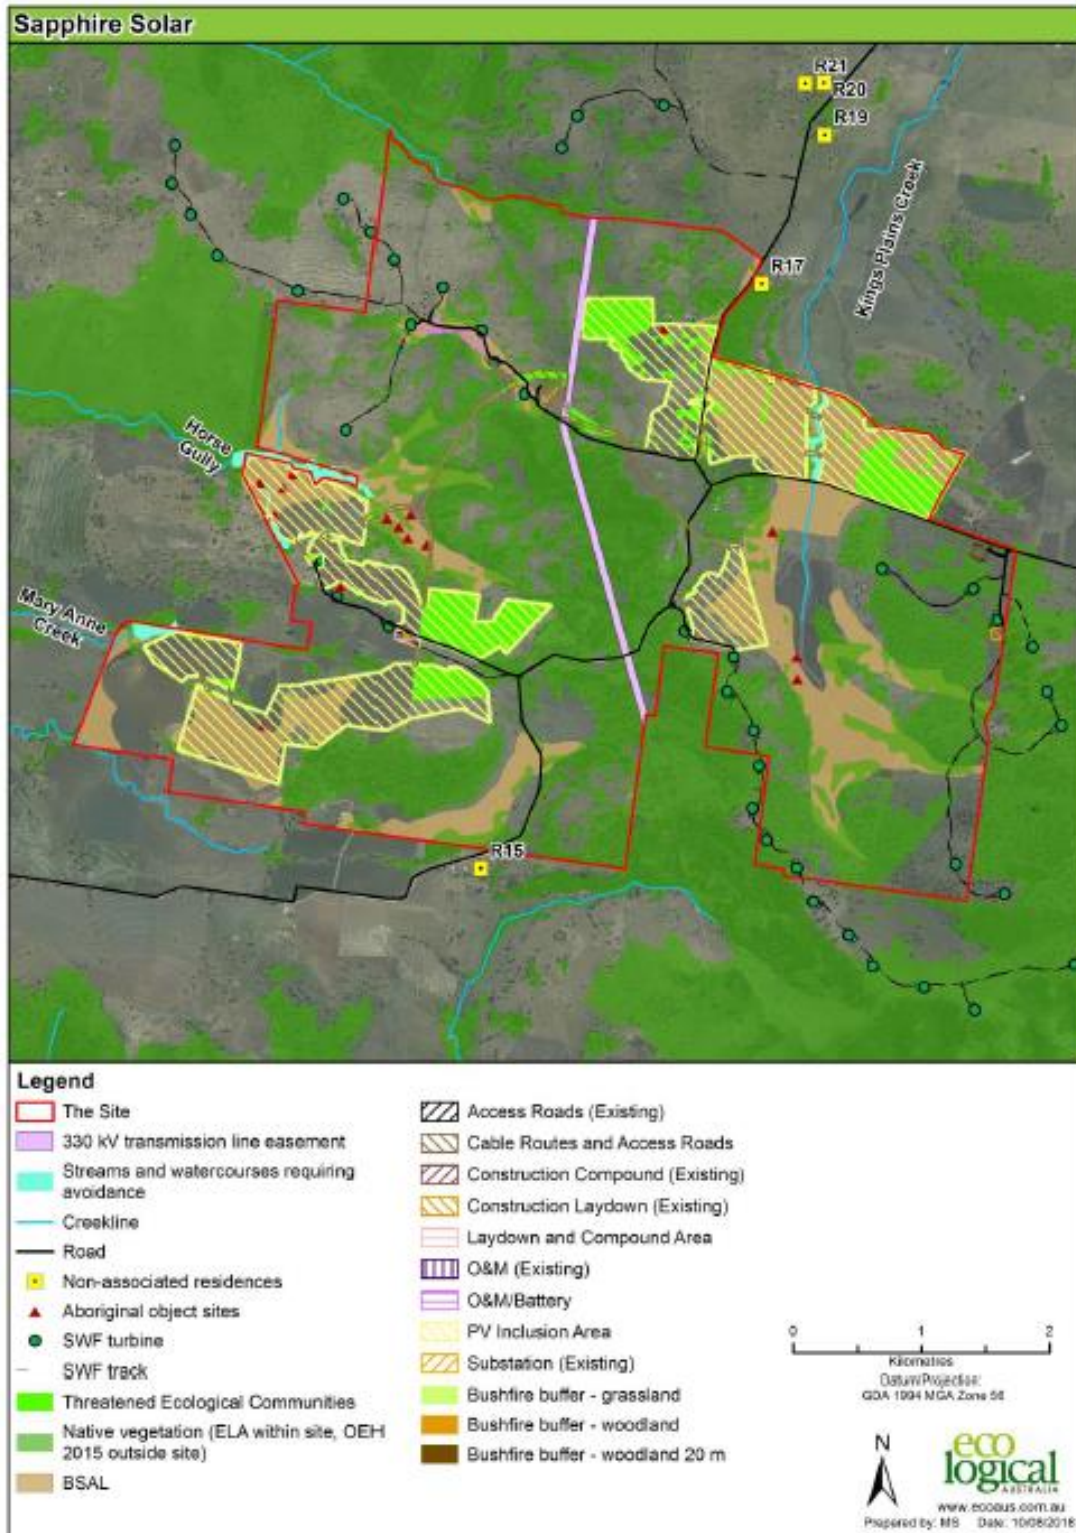 Sapphire Solar
R21
R20
R19
Kings Plains Creek
R17
Horse
Gully
Mary Anne
Creek
R15
Legend
The Site
330 kV transmission line easement
Streams and watercourses requiring
avoidance
Creekline
Road
Non-associated residences
Aboriginal object sites
SWF turbine
SWF track
Threatened Ecological Communities
Native vegetation (ELA within site, OEH
2015 outside site)
BSAL
Access Roads (Existing)
Cable Routes and Access Roads
Construction Compound (Existing)
Construction Laydown (Existing)
Laydown and Compound Area
O&M (Existing)
O&M/Battery
PV Inclusion Area
Substation (Existing)
Bushfire buffer - grassland
Bushfire buffer - woodland
Bushfire buffer - woodland 20 m
0 1 2
Kilometres
Datum/Projection:
GDA 1994 MGA Zone 56
N
eco
logical
AUSTRALIA
www.ecoaus.com.au
Prepared by: MS Date: 10/08/2018